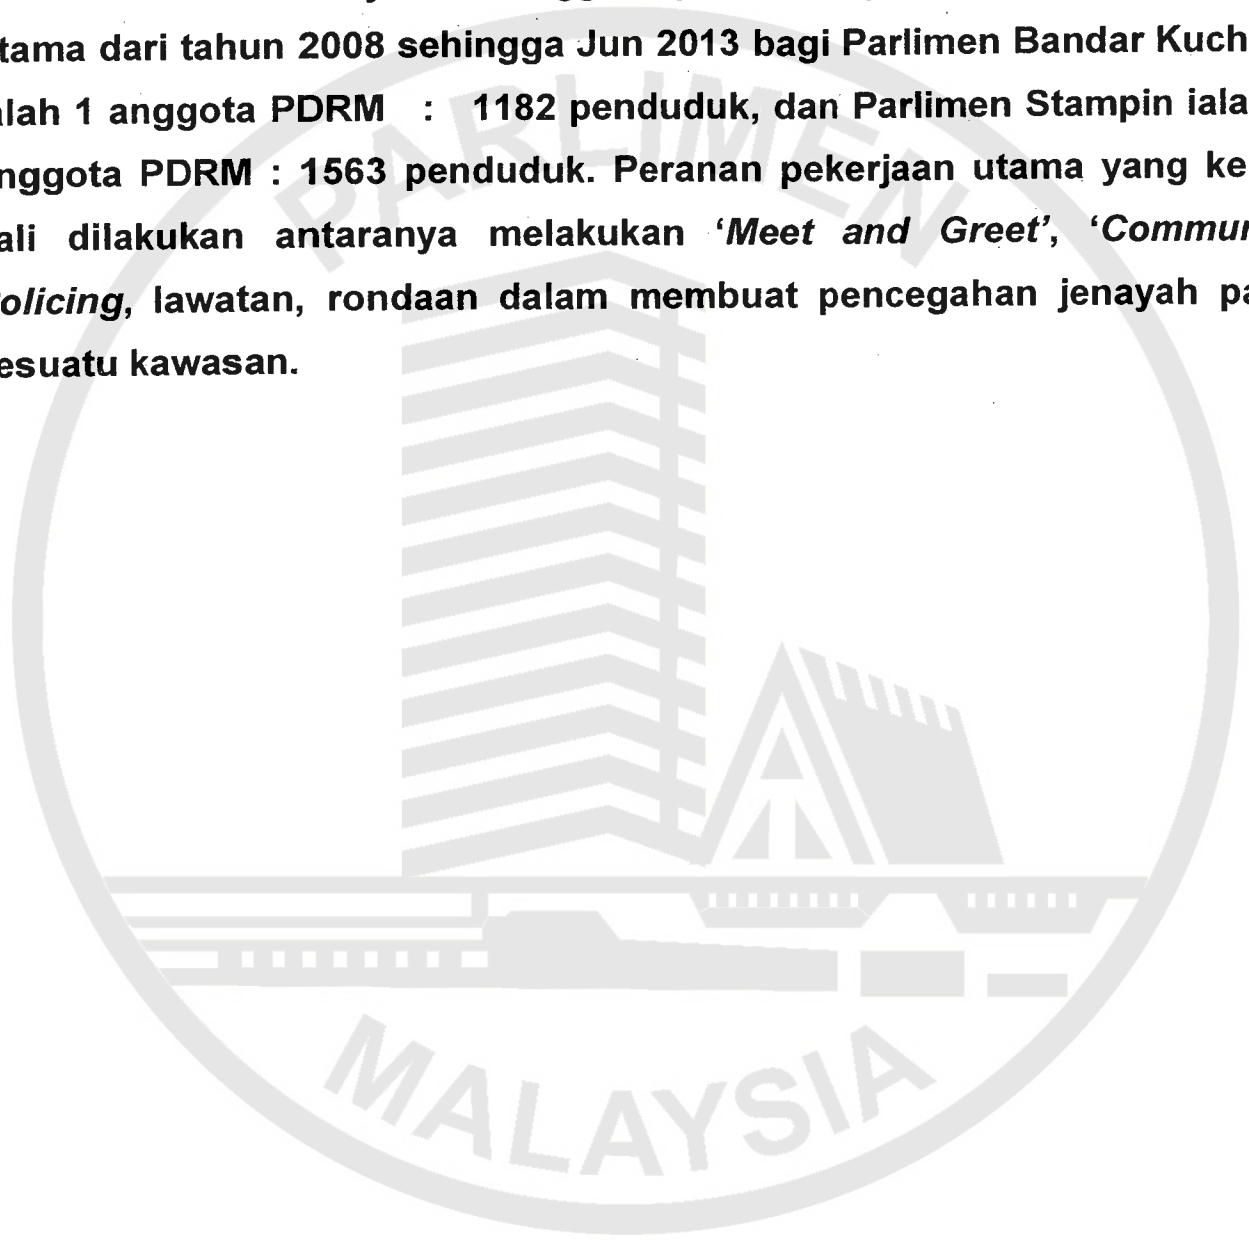 tama dari tahun 2008 sehingga Jun 2013 bagi Parlimen Bandar Kuch
alah 1 anggota PDRM : 1182 penduduk, dan Parlimen Stampin iala
nggota PDRM : 1563 penduduk. Peranan pekerjaan utama yang ke
ali dilakukan antaranya melakukan ‘Meet and Greet’, ‘Commun
olicing, lawatan, rondaan dalam membuat pencegahan jenayah pa
esuatu kawasan.
PARLIMEN
MALAYSIA